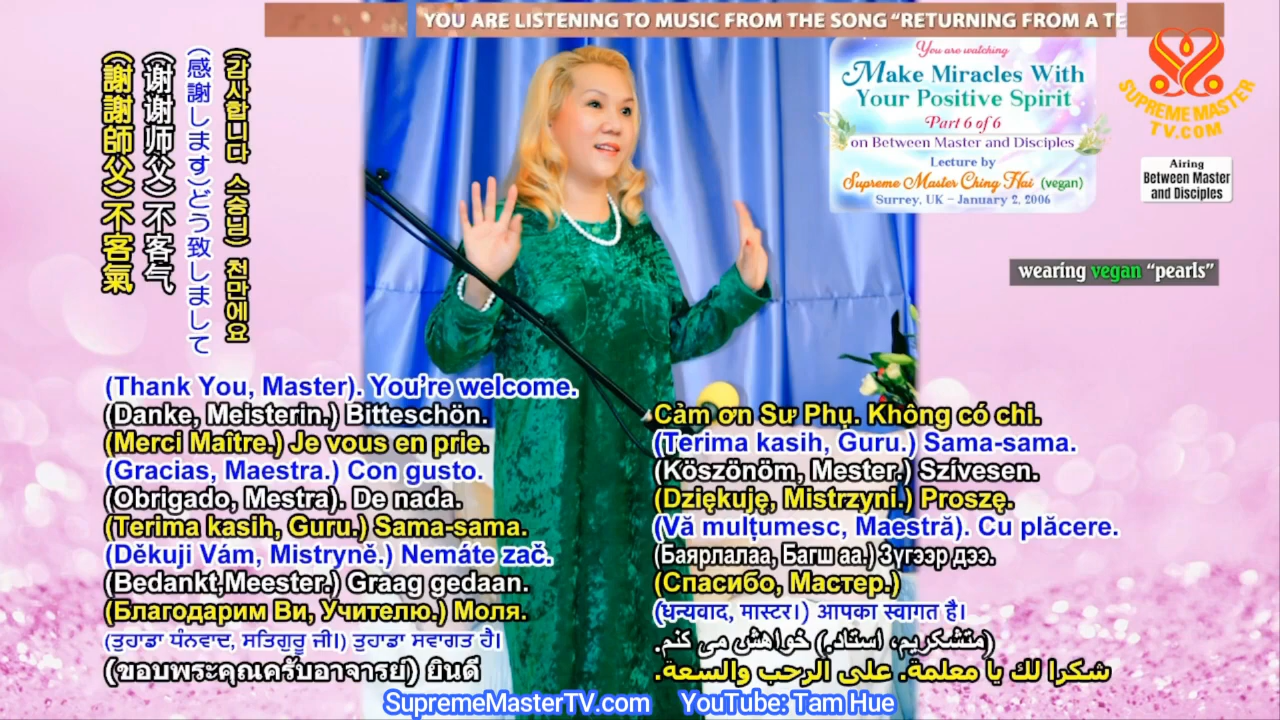 YOU ARE LISTENING TO MUSIC FROM THE SONG “RETURNING FROM A TE
You are watching
Make Miracles With
Your Positive Spirit
Part 6 of 6
on Between Master and Disciples
Lecture by
Supreme Master Ching Hai (vegan)
Surrey, UK – January 2, 2006
SUPREME MASTER
TV.COM
Airing
Between Master
and Disciples
wearing vegan “pearls”
(감사합니다 스승님) 천만에요
(感謝します)どう致しまして
(谢谢师父)不客气
(謝謝師父)不客氣
(Thank You, Master). You’re welcome.
(Danke, Meisterin.) Bitteschön.
(Merci Maître.) Je vous en prie.
(Gracias, Maestra.) Con gusto.
(Obrigado, Mestra). De nada.
(Terima kasih, Guru.) Sama-sama.
(Děkuji Vám, Mistryně.) Nemáte zač.
(Bedankt,Meester.) Graag gedaan.
(Благодарим Ви, Учителю.) Моля.
(ਤੁਹਾਡਾ ਧੰਨਵਾਦ, ਸਤਿਗੁਰੂ ਜੀ।) ਤੁਹਾਡਾ ਸਵਾਗਤ ਹੈ।
(ขอบพระคุณครับอาจารย์) ยินดี
Cảm ơn Sư Phụ. Không có chi.
(Terima kasih, Guru.) Sama-sama.
(Köszönöm, Mester.) Szívesen.
(Dziękuję, Mistrzyni.) Proszę.
(Vă mulțumesc, Maestră). Cu plăcere.
(Баярлалаа, Багш аа.) Зүгээр дээ.
(Спасибо, Мастер.)
(धन्यवाद, मास्टर।) आपका स्वागत है।
(متشکریم، استاد.) خواهش می کنم.
شكرا لك يا معلمة. على الرحب والسعة.
SupremeMasterTV.com YouTube: Tam Hue